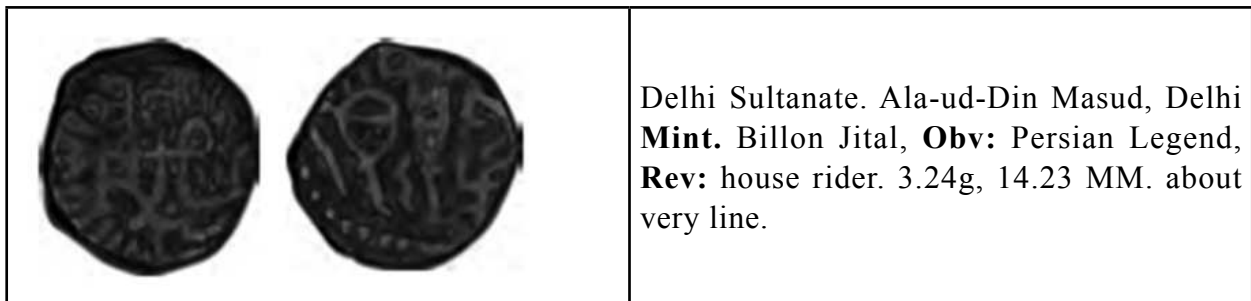 Delhi Sultanate. Ala-ud-Din Masud, Delhi
Mint. Billon Jital, Obv: Persian Legend,
Rev: house rider. 3.24g, 14.23 MM. about
very line.